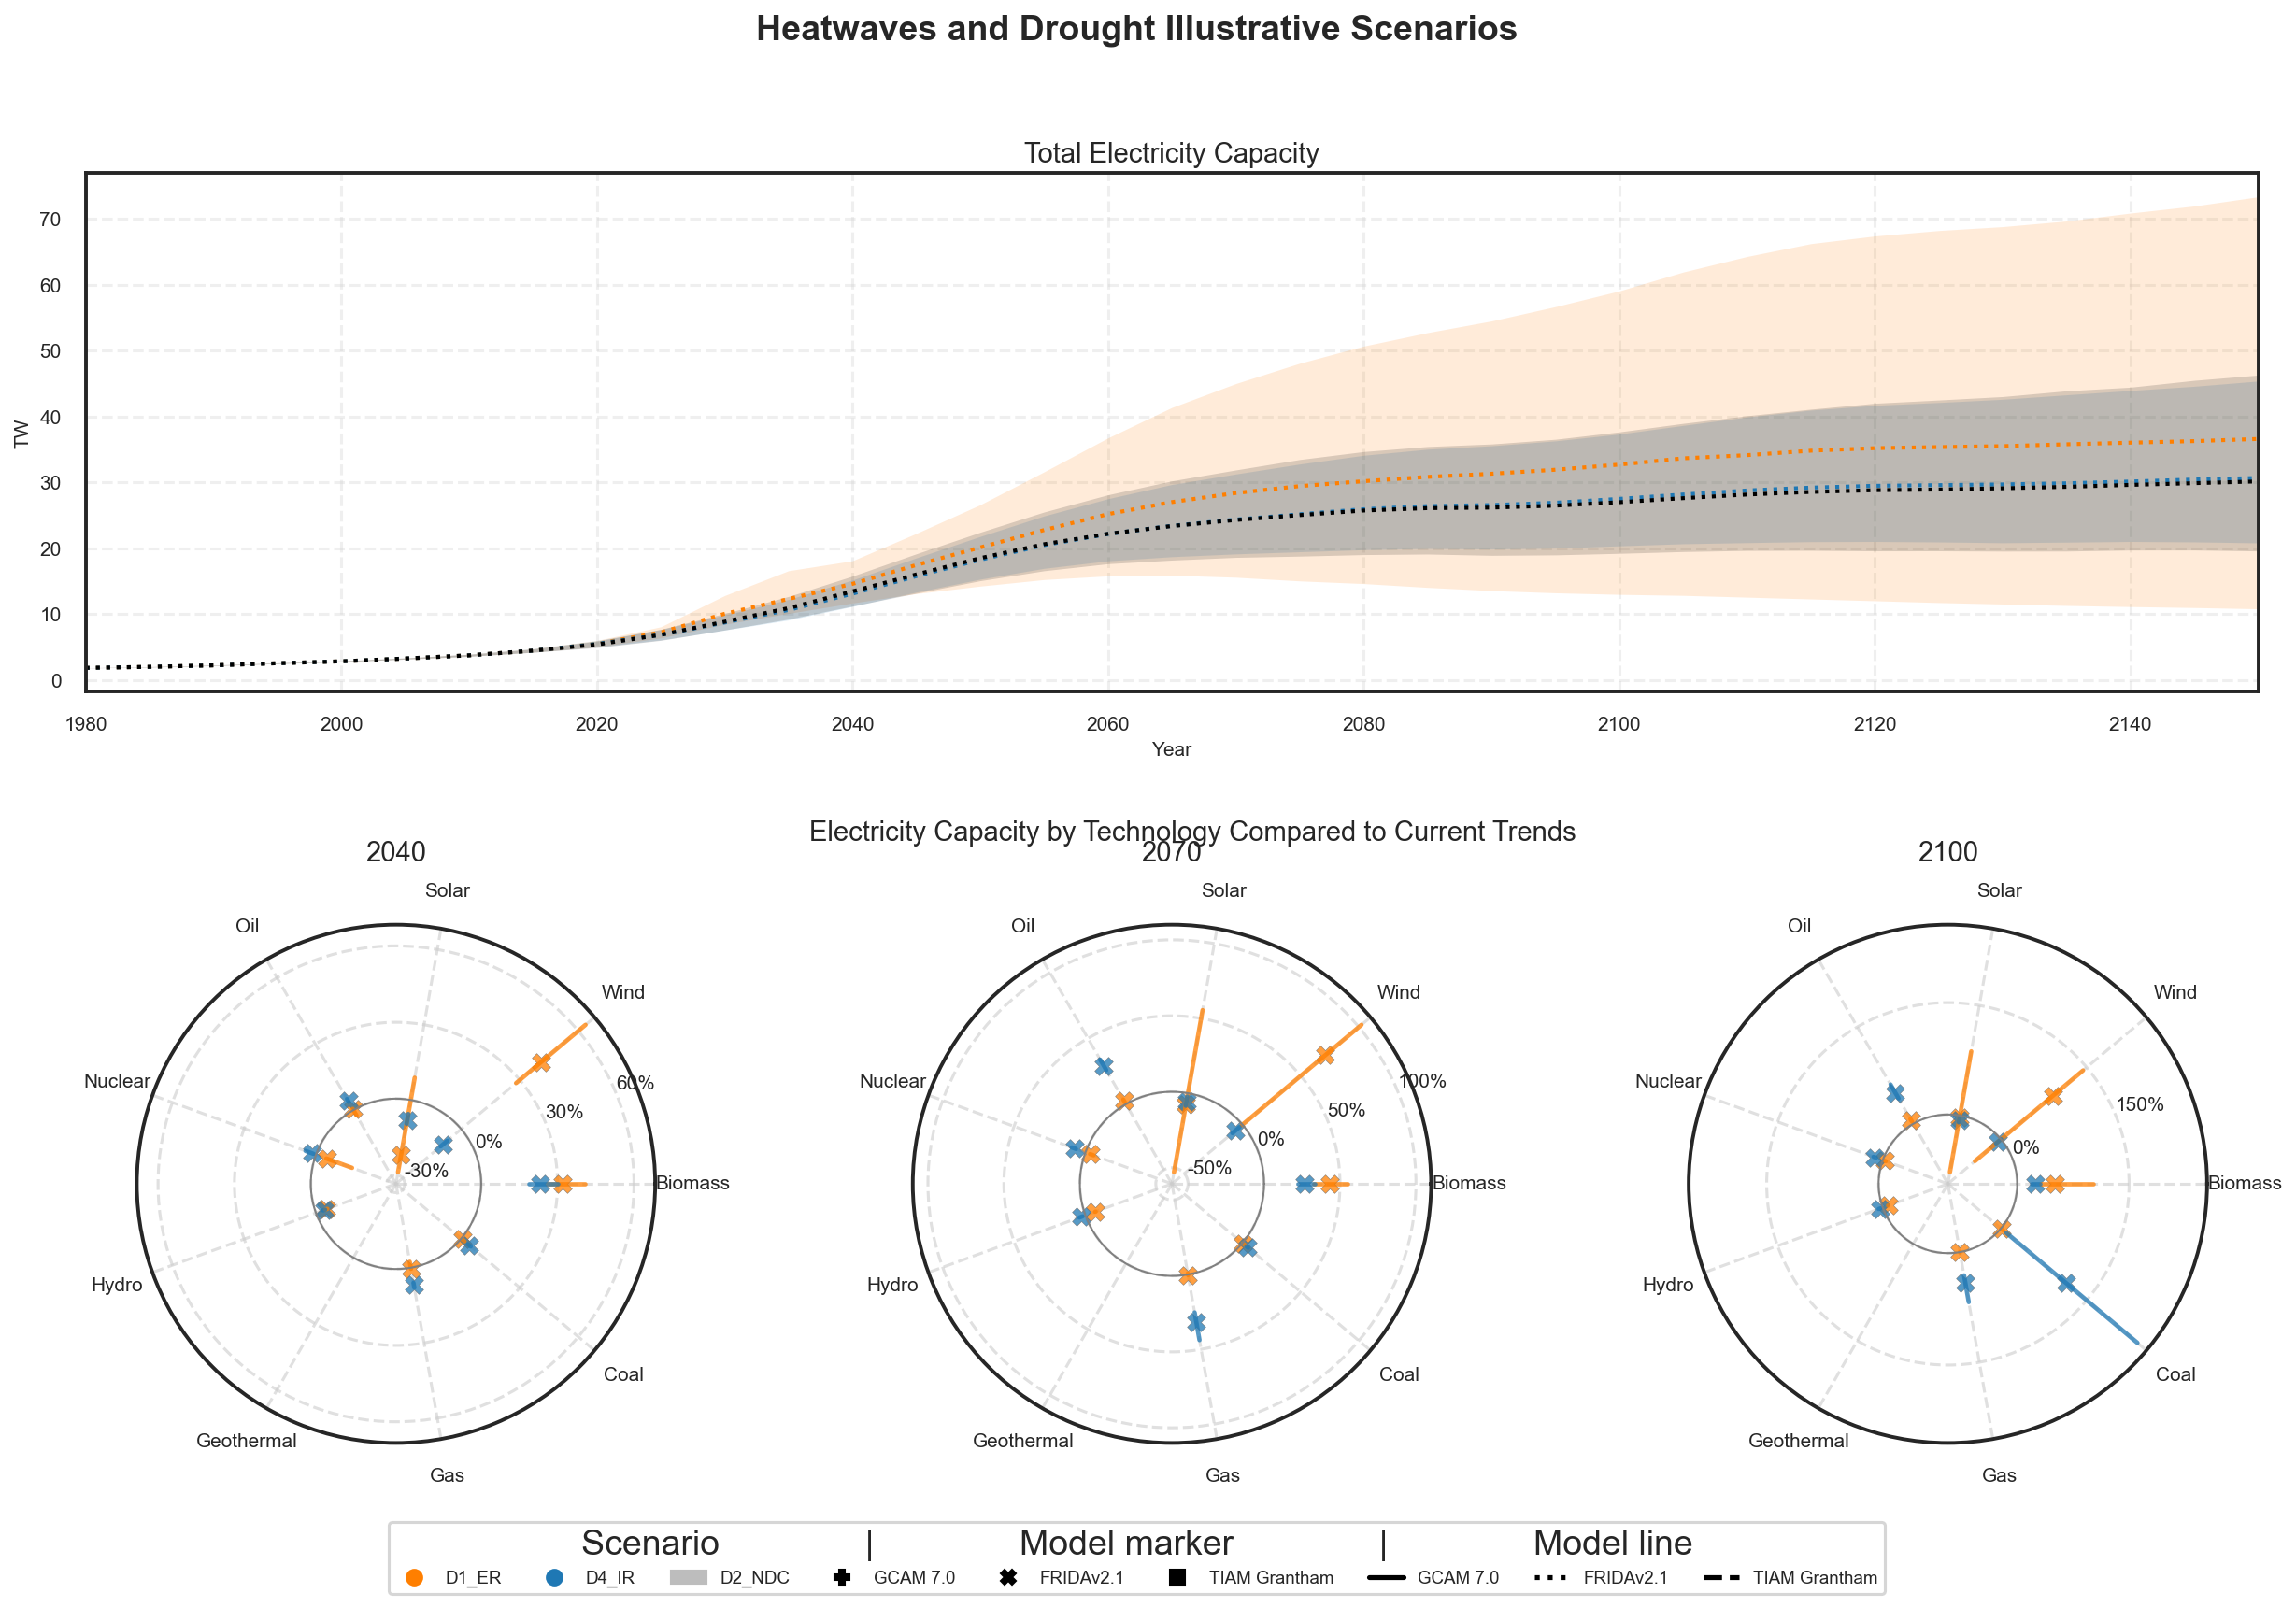 Heatwaves and Drought Illustrative Scenarios
Total Electricity Capacity
70
60
50
40
30
20
10
0
TW
1980 2000 2020 2040 2060 2080 2100 2120 2140
Year
Electricity Capacity by Technology Compared to Current Trends
2040
Solar
Oil
Wind
Nuclear
60%
30%
0%
-30%
Biomass
Hydro
Coal
Geothermal
Gas
2070
Solar
Oil
Wind
Nuclear
100%
50%
0%
-50%
Biomass
Hydro
Coal
Geothermal
Gas
2100
Solar
Oil
Wind
Nuclear
150%
0%
Biomass
Hydro
Coal
Geothermal
Gas
Scenario | Model marker | Model line
D1_ER D4_IR D2_NDC GCAM 7.0 FRIDAv2.1 TIAM Grantham GCAM 7.0 FRIDAv2.1 TIAM Grantham